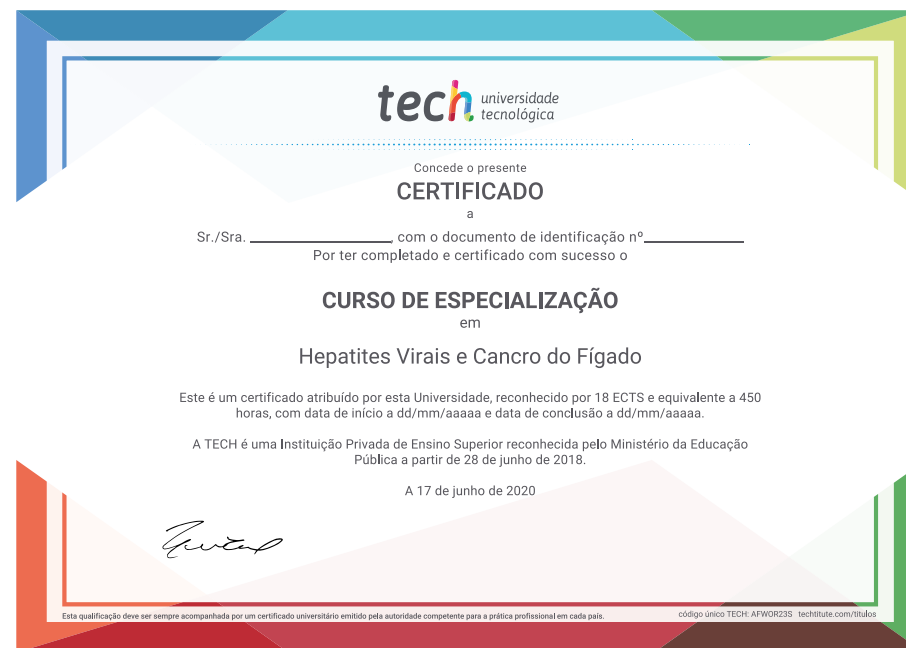 tech universidade
tecnológica
Concede o presente
CERTIFICADO
a
Sr./Sra. ________________, com o documento de identificação nº____________
Por ter completado e certificado com sucesso o
CURSO DE ESPECIALIZAÇÃO
em
Hepatites Virais e Cancro do Fígado
Este é um certificado atribuído por esta Universidade, reconhecido por 18 ECTS e equivalente a 450
horas, com data de início a dd/mm/aaaaa e data de conclusão a dd/mm/aaaaa.
A TECH é uma Instituição Privada de Ensino Superior reconhecida pelo Ministério da Educação
Pública a partir de 28 de junho de 2018.
A 17 de junho de 2020
Esta qualificação deve ser sempre acompanhada por um certificado universitário emitido pela autoridade competente para a prática profissional em cada país.
código único TECH: AFWOR23S techtitute.com/titulos